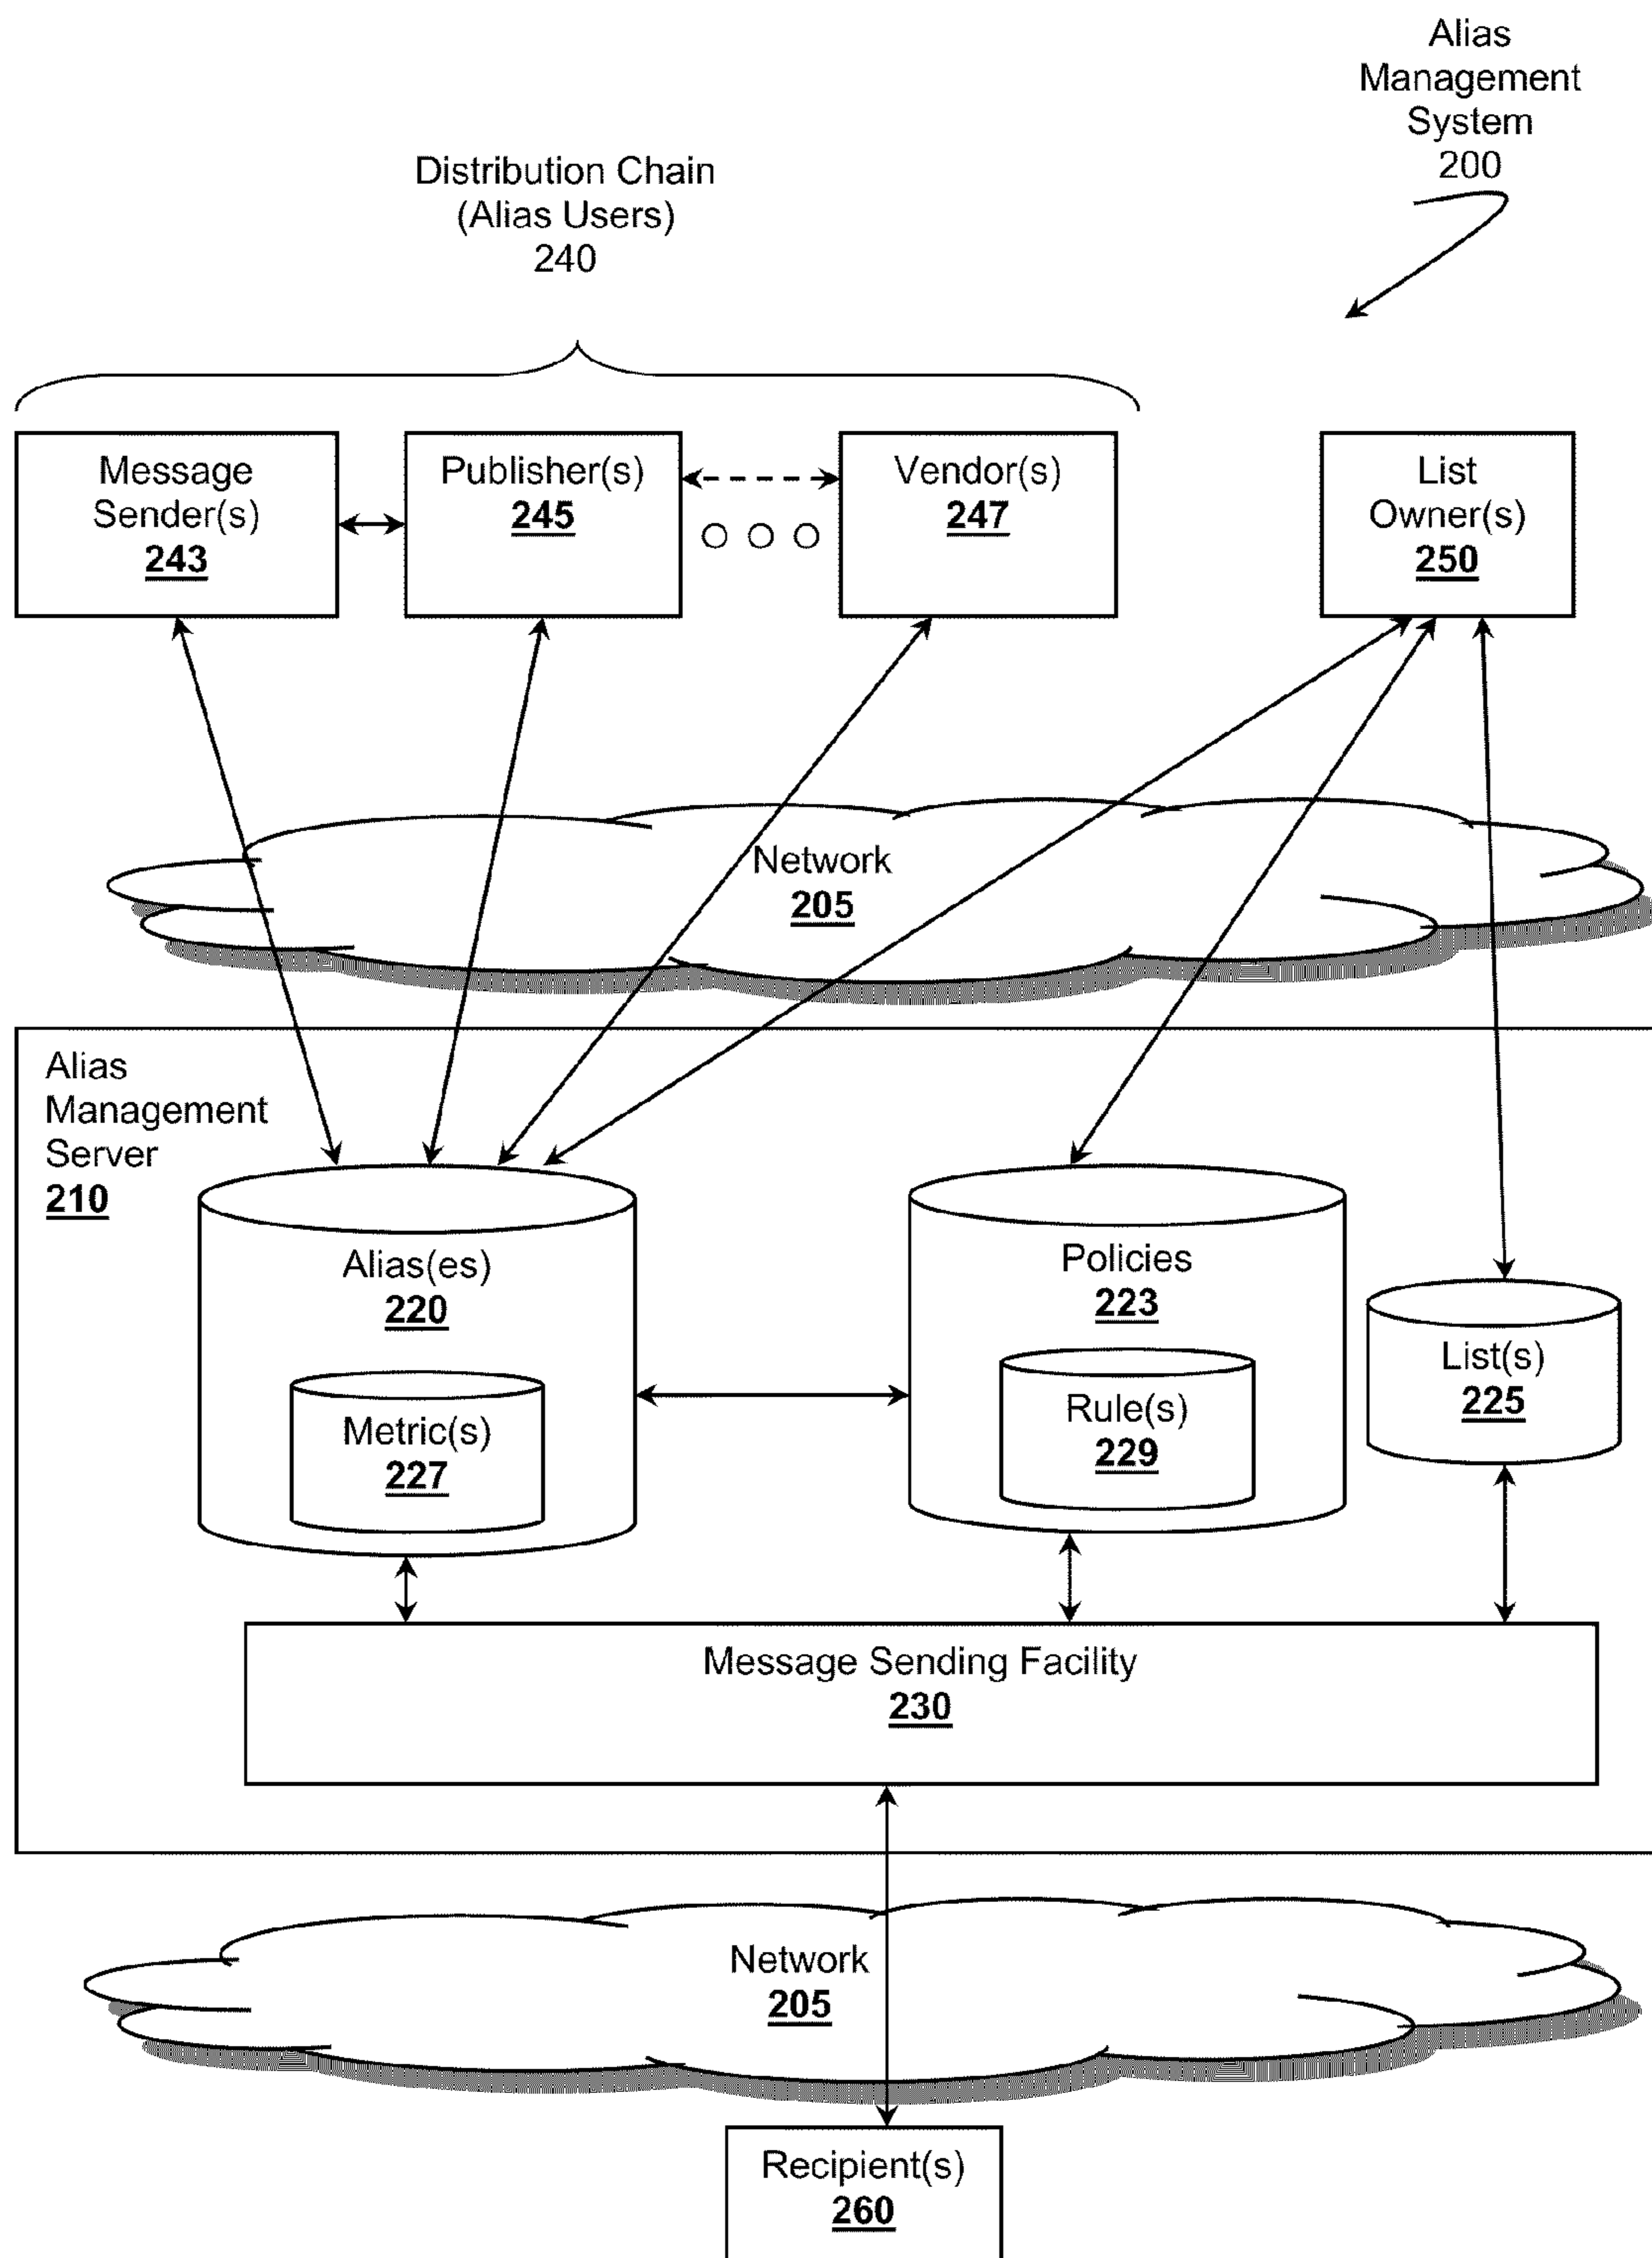 Alias
Management
System
200
Distribution Chain
(Alias Users)
240
Message
Sender(s)
243
Publisher(s)
245
Vendor(s)
247
List
Owner(s)
250
Network
205
Alias
Management
Server
210
Alias(es)
220
Metric(s)
227
Policies
223
Rule(s)
229
List(s)
225
Message Sending Facility
230
Network
205
Recipient(s)
260